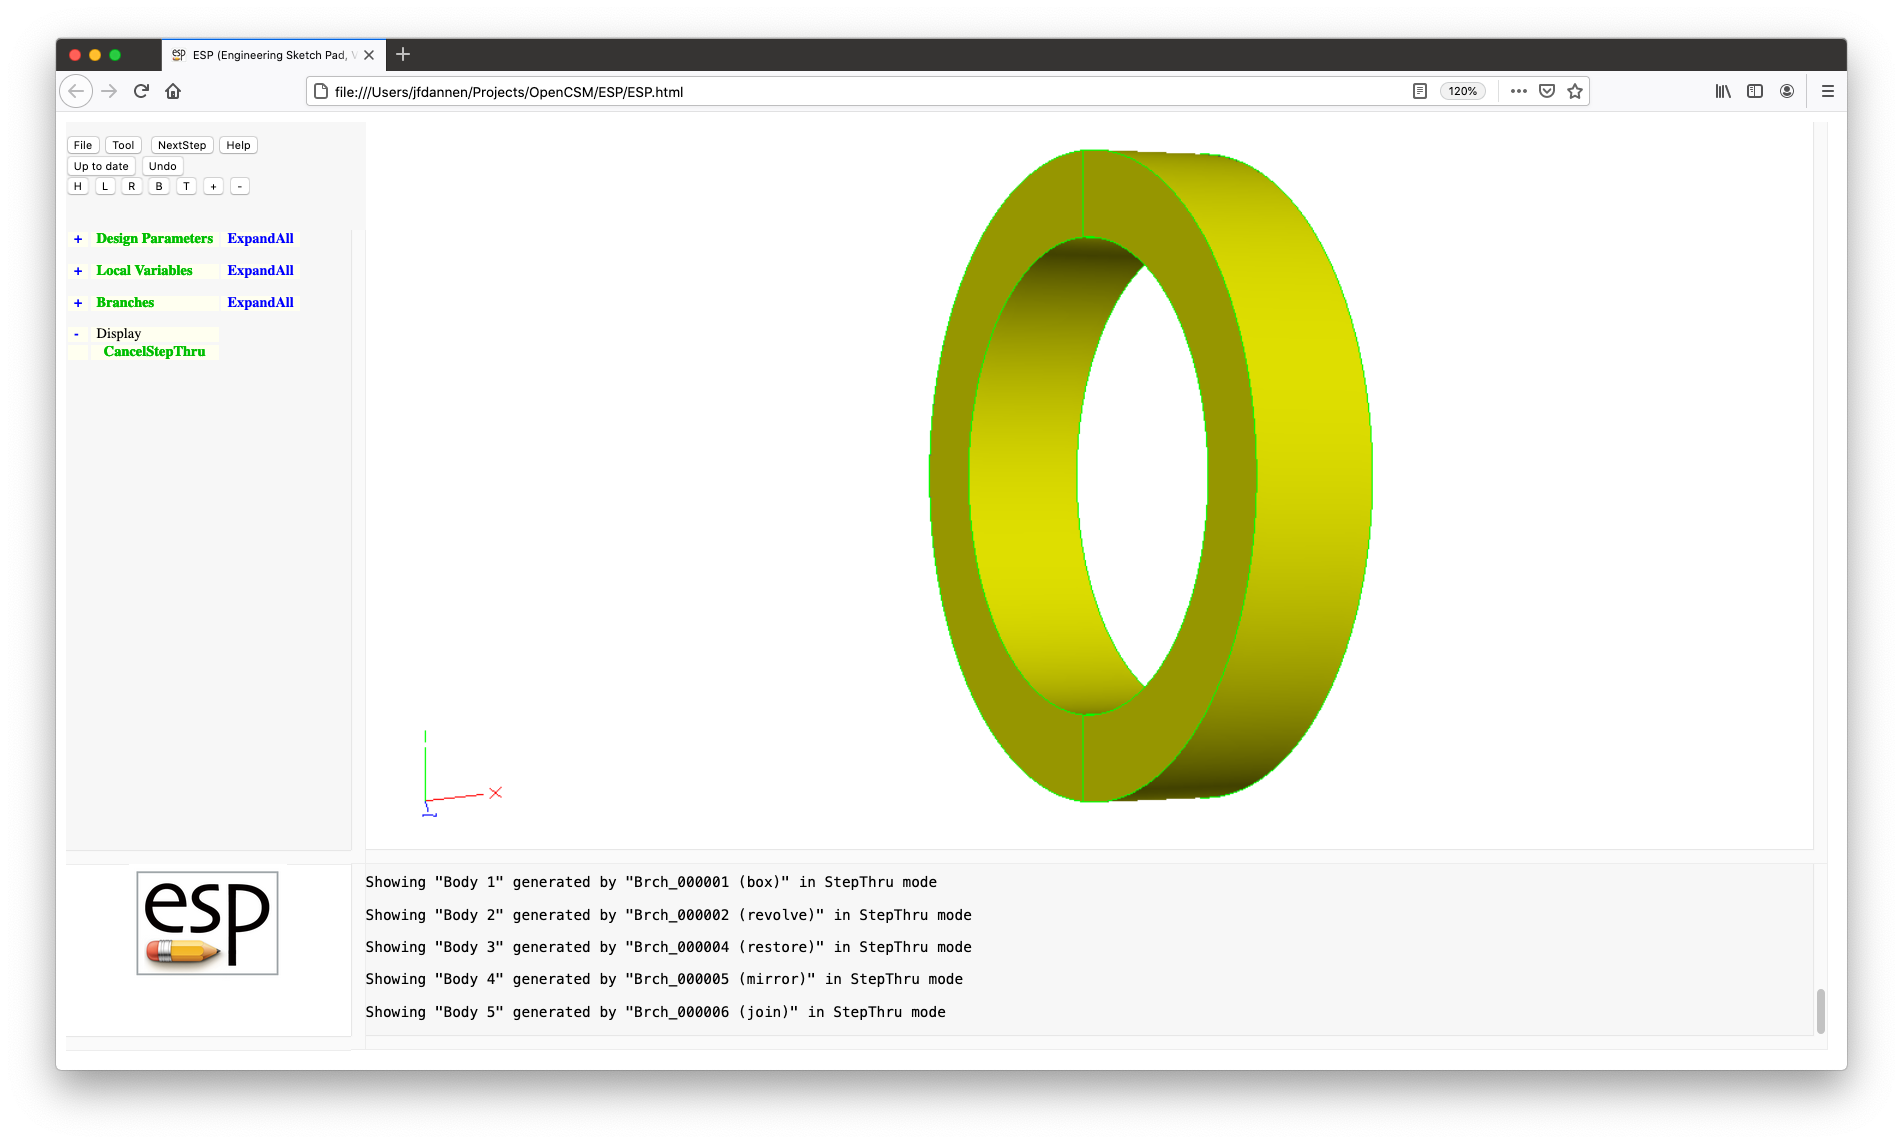 esp ESP (Engineering Sketch Pad, V
file:///Users/jfdannen/Projects/OpenCSM/ESP/ESP.html 120%
File Tool NextStep Help
Up to date Undo
H L R B T + -
+ Design Parameters ExpandAll
+ Local Variables ExpandAll
+ Branches ExpandAll
- Display
CancelStepThru
X
esp
Showing "Body 1" generated by "Brch_000001 (box)" in StepThru mode
Showing "Body 2" generated by "Brch_000002 (revolve)" in StepThru mode
Showing "Body 3" generated by "Brch_000004 (restore)" in StepThru mode
Showing "Body 4" generated by "Brch_000005 (mirror)" in StepThru mode
Showing "Body 5" generated by "Brch_000006 (join)" in StepThru mode